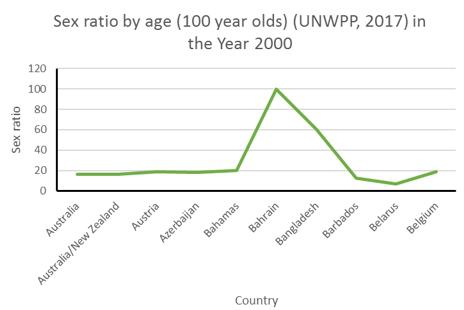 Sex ratio by age (100 year olds) (UNWPP, 2017) in
the Year 2000
120
100
80
60
40
20
0
Sex ratio
Australia
Australia/New Zealand
Austria
Azerbaijan
Bahamas
Bahrain
Bangladesh
Barbados
Belarus
Belgium
Country